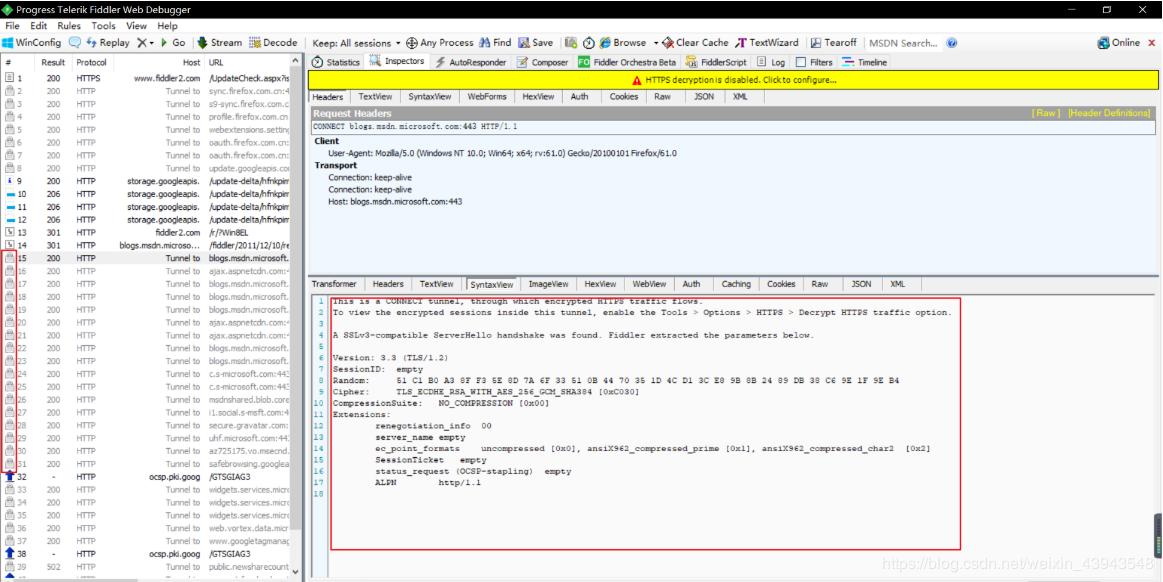 Progress Telerik Fiddler Web Debugger
File Edit Rules Tools View Help
WinConfig Replay Go Stream Decode Keep: All sessions Any Process Find Save Browse Clear Cache TextWizard Tearoff MSDN Search... Online
# Result Protocol Host URL
1 200 HTTPS www.fiddler2.com /UpdateCheck.aspx?is
2 200 HTTP Tunnel to sync.firefox.com.cn:4
3 200 HTTP Tunnel to s9-sync.firefox.com.c
4 200 HTTP Tunnel to profile.firefox.com.cn
5 200 HTTP Tunnel to webextensions.setting
6 200 HTTP Tunnel to oauth.firefox.com.cn:
7 200 HTTP Tunnel to oauth.firefox.com.cn:
8 200 HTTP Tunnel to update.googleapis.co
9 200 HTTP storage.googleapis. /update-delta/hfnkpim
10 206 HTTP storage.googleapis. /update-delta/hfnkpim
11 206 HTTP storage.googleapis. /update-delta/hfnkpim
12 206 HTTP storage.googleapis. /update-delta/hfnkpim
13 301 HTTP fiddler2.com /r/?Win8EL
14 301 HTTP blogs.msdn.microso... /fiddler/2011/12/10/re
15 200 HTTP Tunnel to blogs.msdn.microsoft.
16 200 HTTP Tunnel to ajax.aspnetcdn.com:4
17 200 HTTP Tunnel to blogs.msdn.microsoft.
18 200 HTTP Tunnel to blogs.msdn.microsoft.
19 200 HTTP Tunnel to blogs.msdn.microsoft.
20 200 HTTP Tunnel to ajax.aspnetcdn.com:4
21 200 HTTP Tunnel to ajax.aspnetcdn.com:4
22 200 HTTP Tunnel to blogs.msdn.microsoft.
23 200 HTTP Tunnel to blogs.msdn.microsoft.
24 200 HTTP Tunnel to c.s-microsoft.com:443
25 200 HTTP Tunnel to c.s-microsoft.com:443
26 200 HTTP Tunnel to msdnshared.blob.core
27 200 HTTP Tunnel to i1.social.s-msft.com:4
28 200 HTTP Tunnel to secure.gravatar.com:
29 200 HTTP Tunnel to uhf.microsoft.com:44
30 200 HTTP Tunnel to az725175.vo.msecnd.
31 200 HTTP Tunnel to safebrowsing.googlea
32 - HTTP ocsp.pki.goog /GTSGIAG3
33 200 HTTP Tunnel to widgets.services.micro
34 200 HTTP Tunnel to widgets.services.micro
35 200 HTTP Tunnel to widgets.services.micro
36 200 HTTP Tunnel to web.vortex.data.micr
37 200 HTTP Tunnel to www.googletagmanag
38 - HTTP ocsp.pki.goog /GTSGIAG3
39 502 HTTP Tunnel to public.newsharecount
Statistics Inspectors AutoResponder Composer FO Fiddler Orchestra Beta FiddlerScript Log Filters Timeline
HTTPS decryption is disabled. Click to configure...
Headers TextView SyntaxView WebForms HexView Auth Cookies Raw JSON XML
Request Headers [ Raw ] [Header Definitions]
CONNECT blogs.msdn.microsoft.com:443 HTTP/1.1
Client
User-Agent: Mozilla/5.0 (Windows NT 10.0; Win64; x64; rv:61.0) Gecko/20100101 Firefox/61.0
Transport
Connection: keep-alive
Connection: keep-alive
Host: blogs.msdn.microsoft.com:443
Transformer Headers TextView SyntaxView ImageView HexView WebView Auth Caching Cookies Raw JSON XML
1 This is a CONNECT tunnel, through which encrypted HTTPS traffic flows.
2 To view the encrypted sessions inside this tunnel, enable the Tools > Options > HTTPS > Decrypt HTTPS traffic option.
3
4 A SSLv3-compatible ServerHello handshake was found. Fiddler extracted the parameters below.
5
6 Version: 3.3 (TLS/1.2)
7 SessionID: empty
8 Random: 51 C1 B0 A3 8F F3 5E 8D 7A 6F 33 51 0B 44 70 35 1D 4C D1 3C E8 9B 8B 24 89 DB 38 C6 9E 1F 9E B4
9 Cipher: TLS_ECDHE_RSA_WITH_AES_256_GCM_SHA384 [0xC030]
10 CompressionSuite: NO_COMPRESSION [0x00]
11 Extensions:
12 renegotiation_info 00
13 server_name empty
14 ec_point_formats uncompressed [0x0], ansiX962_compressed_prime [0x1], ansiX962_compressed_char2 [0x2]
15 SessionTicket empty
16 status_request (OCSP-stapling) empty
17 ALPN http/1.1
18
https://blog.csdn.net/weixin_43943548